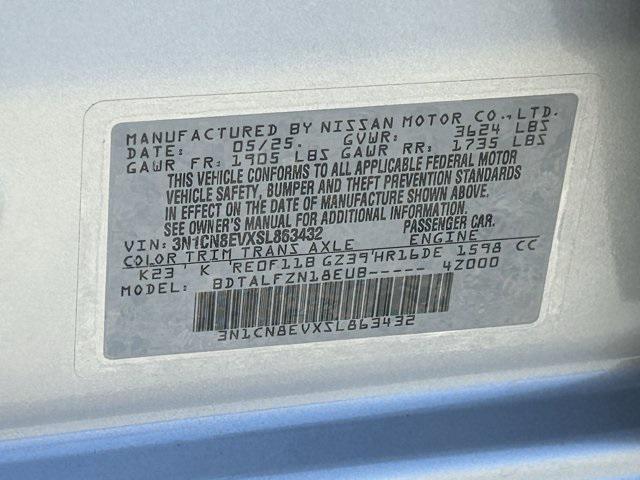 MANUFACTURED BY NISSAN MOTOR CO., LTD.
DATE: 05/25. GVWR: 3624 LBS
GAWR FR: 1905 LBS GAWR RR: 1735 LBS
THIS VEHICLE CONFORMS TO ALL APPLICABLE FEDERAL MOTOR
VEHICLE SAFETY, BUMPER AND THEFT PREVENTION STANDARDS
IN EFFECT ON THE DATE OF MANUFACTURE SHOWN ABOVE.
SEE OWNER'S MANUAL FOR ADDITIONAL INFORMATION.
VIN: 3N1CN8EVXSL863432 PASSENGER CAR.
COLOR TRIM TRANS AXLE ENGINE
K23 K RE0F11B GZ39 HR16DE 1598 CC
MODEL: BDTALFZN18EUB----- 4Z000
3N1CN8EVXSL863432